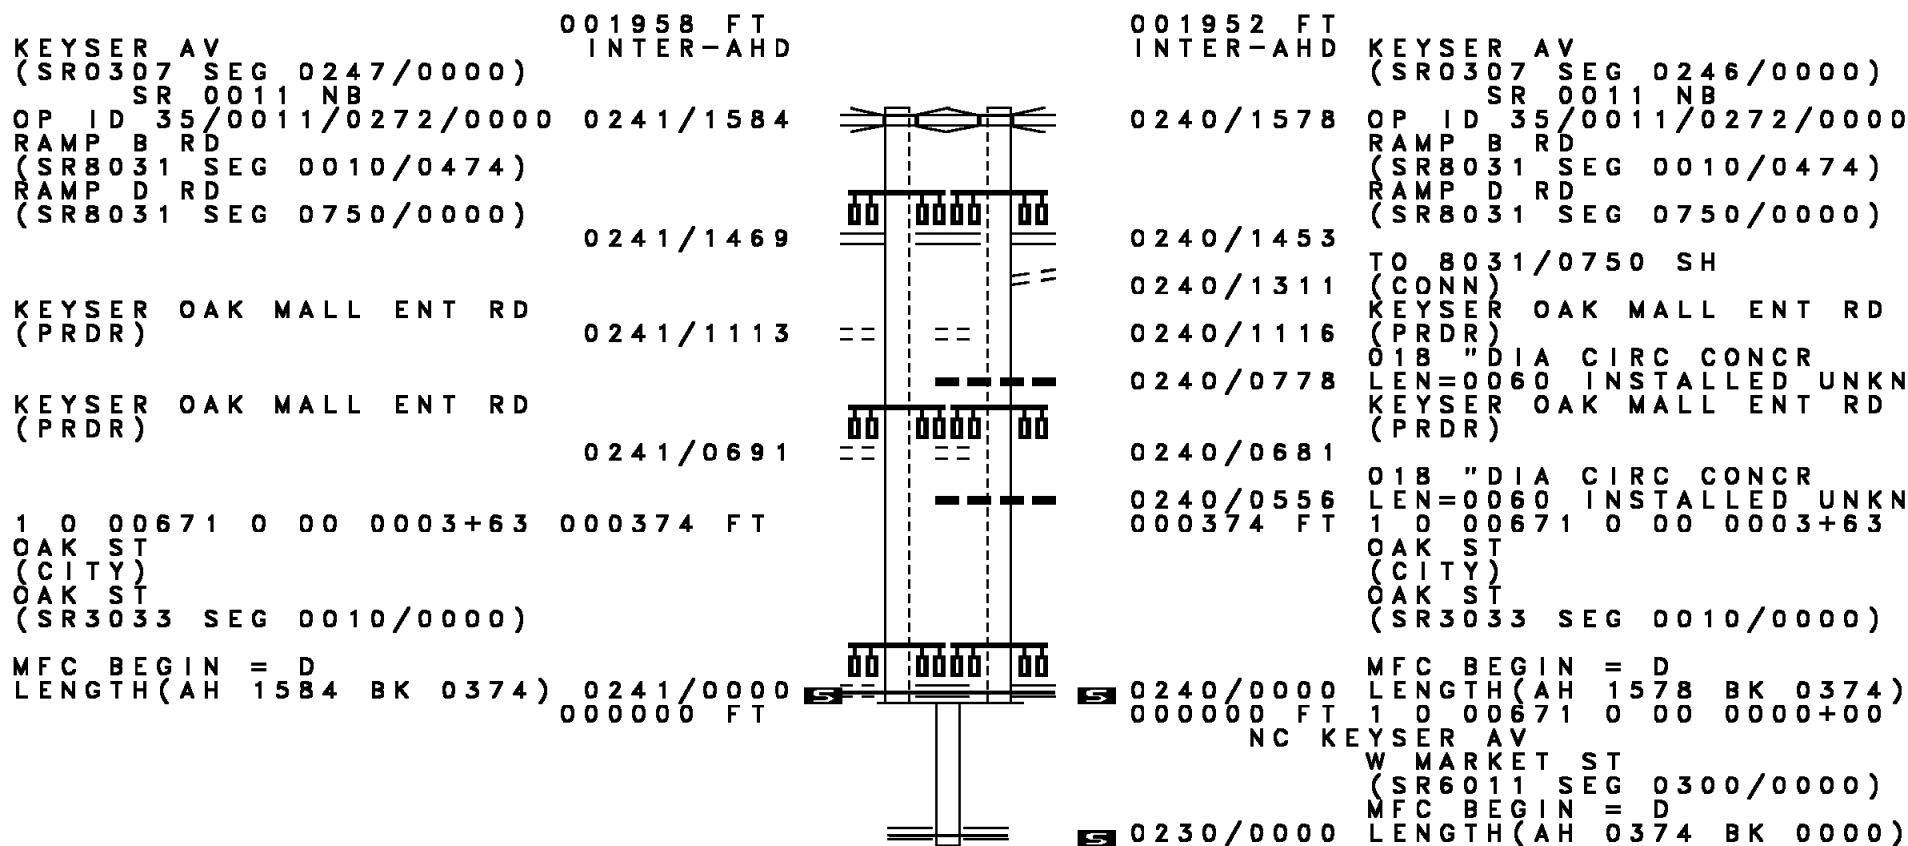 001958 FT 001952 FT
KEYSER AV INTER-AHD INTER-AHD KEYSER AV
(SR0307 SEG 0247/0000) (SR0307 SEG 0246/0000)
SR 0011 NB SR 0011 NB
OP ID 35/0011/0272/0000 0241/1584 0240/1578 OP ID 35/0011/0272/0000
RAMP B RD RAMP B RD
(SR8031 SEG 0010/0474) (SR8031 SEG 0010/0474)
RAMP D RD RAMP D RD
(SR8031 SEG 0750/0000) (SR8031 SEG 0750/0000)
0241/1469 0240/1453
TO 8031/0750 SH
0240/1311 (CONN)
KEYSER OAK MALL ENT RD KEYSER OAK MALL ENT RD
(PRDR) 0241/1113 0240/1116 (PRDR)
018 "DIA CIRC CONCR
0240/0778 LEN=0060 INSTALLED UNKN
KEYSER OAK MALL ENT RD KEYSER OAK MALL ENT RD
(PRDR) (PRDR)
0241/0691 0240/0681
018 "DIA CIRC CONCR
0240/0556 LEN=0060 INSTALLED UNKN
1 0 00671 0 00 0003+63 000374 FT 000374 FT 1 0 00671 0 00 0003+63
OAK ST OAK ST
(CITY) (CITY)
OAK ST OAK ST
(SR3033 SEG 0010/0000) (SR3033 SEG 0010/0000)
MFC BEGIN = D MFC BEGIN = D
LENGTH(AH 1584 BK 0374) 0241/0000 S S 0240/0000 LENGTH(AH 1578 BK 0374)
000000 FT 000000 FT 1 0 00671 0 00 0000+00
NC KEYSER AV
W MARKET ST
(SR6011 SEG 0300/0000)
MFC BEGIN = D
S 0230/0000 LENGTH(AH 0374 BK 0000)